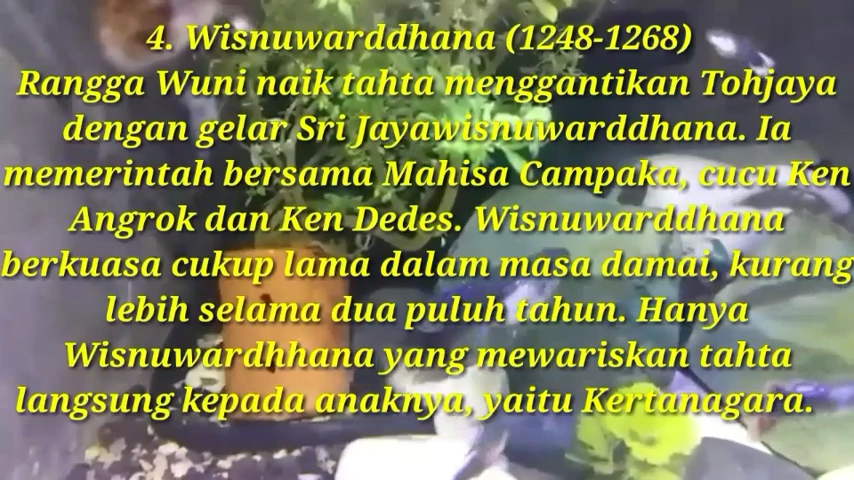 4. Wisnuwarddhana (1248-1268)
Rangga Wuni naik tahta menggantikan Tohjaya
dengan gelar Sri Jayawisnuwarddhana. Ia
memerintah bersama Mahisa Campaka, cucu Ken
Angrok dan Ken Dedes. Wisnuwarddhana
berkuasa cukup lama dalam masa damai, kurang
lebih selama dua puluh tahun. Hanya
Wisnuwardhhana yang mewariskan tahta
langsung kepada anaknya, yaitu Kertanagara.